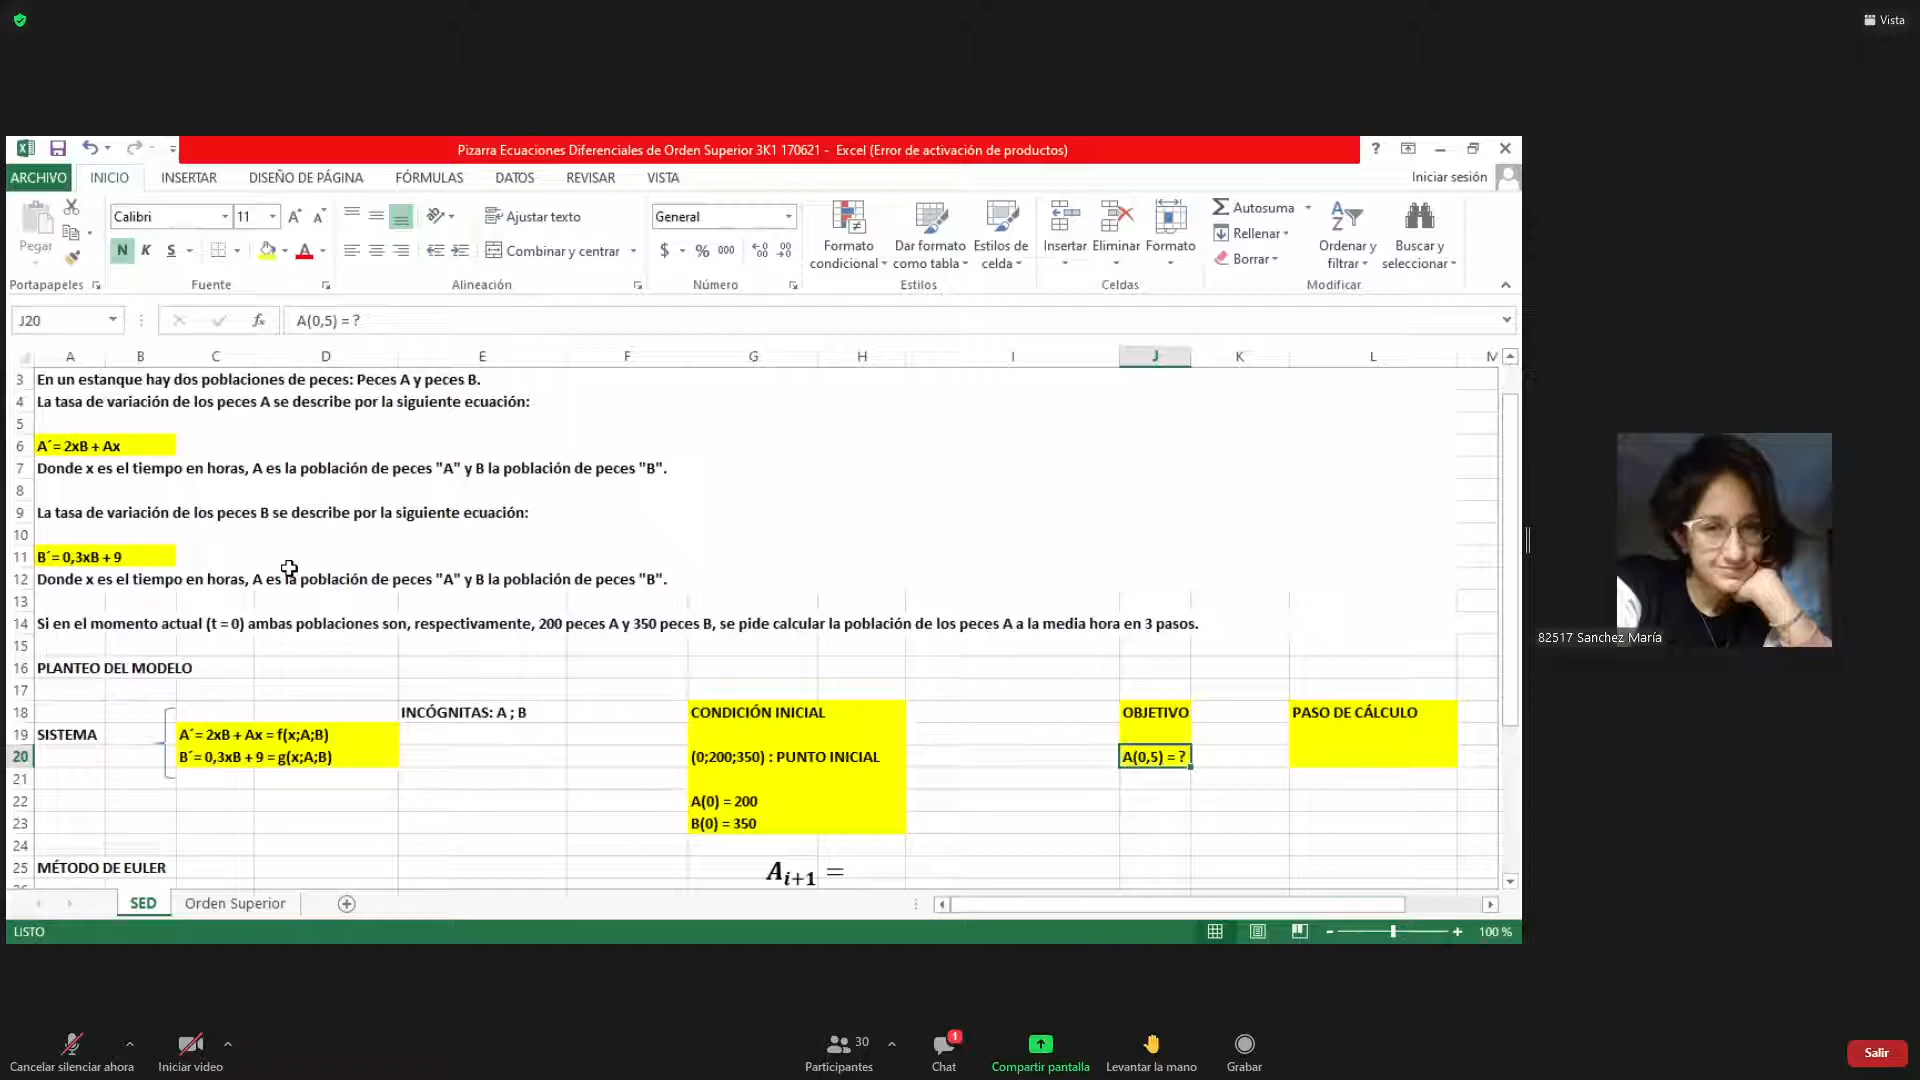 Vista
Pizarra Ecuaciones Diferenciales de Orden Superior 3K1 170621 - Excel (Error de activación de productos)
ARCHIVO INICIO INSERTAR DISEÑO DE PÁGINA FÓRMULAS DATOS REVISAR VISTA Iniciar sesión
Calibri 11 Ajustar texto General Autosuma
Rellenar
Pegar N K S Combinar y centrar $ % 000 Formato condicional Dar formato como tabla Estilos de celda Insertar Eliminar Formato Borrar Ordenar y filtrar Buscar y seleccionar
Portapapeles Fuente Alineación Número Estilos Celdas Modificar
J20 fx A(0,5) = ?
A B C D E F G H I J K L M
3 En un estanque hay dos poblaciones de peces: Peces A y peces B.
4 La tasa de variación de los peces A se describe por la siguiente ecuación:
5
6 A´= 2xB + Ax
7 Donde x es el tiempo en horas, A es la población de peces "A" y B la población de peces "B".
8
9 La tasa de variación de los peces B se describe por la siguiente ecuación:
10
11 B´= 0,3xB + 9
12 Donde x es el tiempo en horas, A es la población de peces "A" y B la población de peces "B".
13
14 Si en el momento actual (t = 0) ambas poblaciones son, respectivamente, 200 peces A y 350 peces B, se pide calcular la población de los peces A a la media hora en 3 pasos.
15
16 PLANTEO DEL MODELO
17
18 INCÓGNITAS: A ; B CONDICIÓN INICIAL OBJETIVO PASO DE CÁLCULO
19 SISTEMA A´= 2xB + Ax = f(x;A;B)
20 B´= 0,3xB + 9 = g(x;A;B) (0;200;350) : PUNTO INICIAL A(0,5) = ?
21
22 A(0) = 200
23 B(0) = 350
24
25 MÉTODO DE EULER A i+1 =
SED Orden Superior
LISTO 100 %
82517 Sanchez María
Cancelar silenciar ahora Iniciar video Participantes 30 Chat 1 Compartir pantalla Levantar la mano Grabar Salir